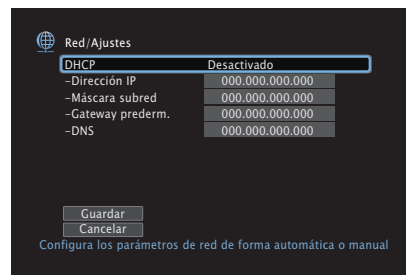 Red/Ajustes
DHCP Desactivado
–Dirección IP 000.000.000.000
–Máscara subred 000.000.000.000
–Gateway prederm. 000.000.000.000
–DNS 000.000.000.000
Guardar
Cancelar
Configura los parámetros de red de forma automática o manual